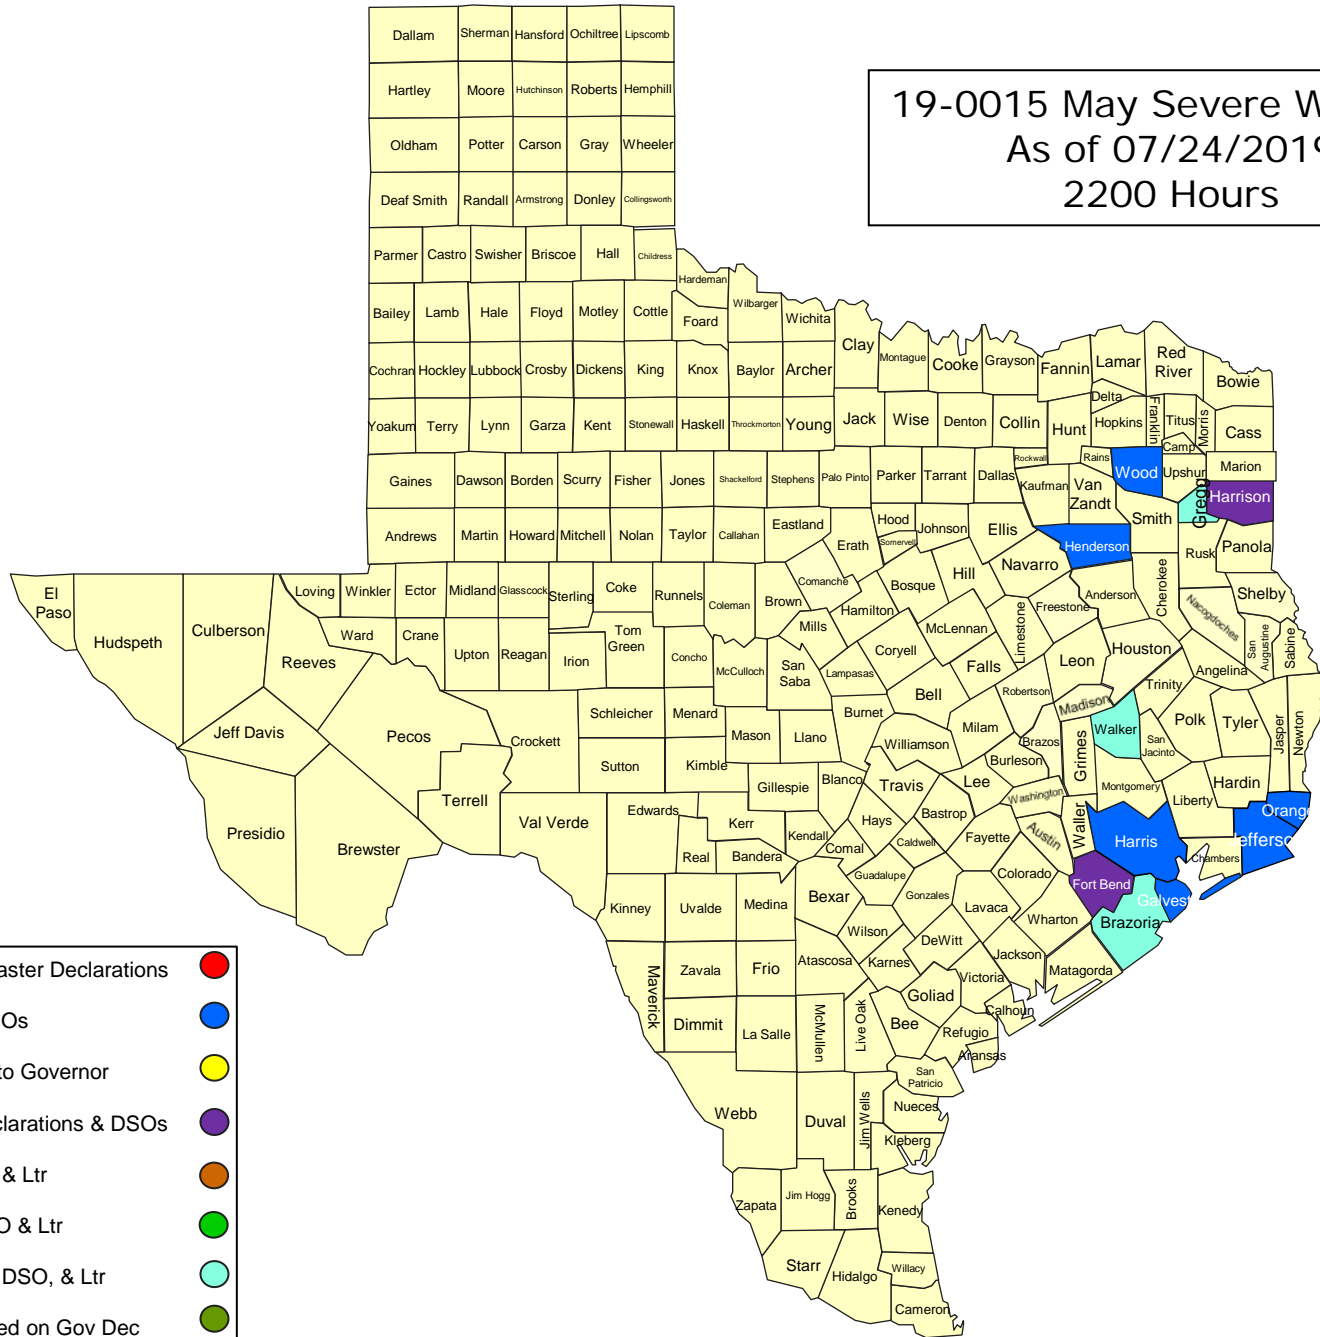 19-0015 May Severe W
As of 07/24/2019
2200 Hours
Dallam Sherman Hansford Ochiltree Lipscomb
Hartley Moore Hutchinson Roberts Hemphill
Oldham Potter Carson Gray Wheeler
Deaf Smith Randall Armstrong Donley Collingsworth
Parmer Castro Swisher Briscoe Hall Childress
Hardeman
Bailey Lamb Hale Floyd Motley Cottle Foard Wilbarger Wichita
Clay Montague Cooke Grayson Fannin Lamar Red River Bowie
Cochran Hockley Lubbock Crosby Dickens King Knox Baylor Archer
Delta
Yoakum Terry Lynn Garza Kent Stonewall Haskell Throckmorton Young Jack Wise Denton Collin Hunt Hopkins Franklin Titus Morris Cass
Camp
Rockwall Rains Wood Upshur Marion
Gaines Dawson Borden Scurry Fisher Jones Shackelford Stephens Palo Pinto Parker Tarrant Dallas Kaufman Van Zandt Gregg Harrison
Andrews Martin Howard Mitchell Nolan Taylor Callahan Eastland Erath Hood Somervell Johnson Ellis Henderson Smith Rusk Panola
El Paso Hudspeth Culberson Loving Winkler Ector Midland Glasscock Sterling Coke Runnels Coleman Brown Comanche Hamilton Bosque Hill Navarro Freestone Anderson Cherokee Nacogdoches Shelby
Reeves Ward Crane Upton Reagan Irion Tom Green Concho McCulloch San Saba Mills Lampasas Coryell McLennan Limestone Falls Leon Houston Angelina San Augustine Sabine
Jeff Davis Pecos Crockett Schleicher Menard Mason Llano Burnet Bell Milam Robertson Madison Walker Trinity San Jacinto Polk Tyler Jasper Newton
Sutton Kimble Gillespie Blanco Williamson Travis Lee Burleson Brazos Grimes Montgomery Liberty Hardin
Presidio Brewster Terrell Val Verde Edwards Kerr Real Bandera Kendall Comal Hays Caldwell Bastrop Fayette Washington Austin Waller Harris Chambers Jefferso Orange
Kinney Uvalde Medina Bexar Guadalupe Gonzales Lavaca Colorado Wharton Fort Bend Brazoria Galvest
Maverick Zavala Frio Atascosa Wilson Karnes DeWitt Victoria Jackson Matagorda
Dimmit La Salle McMullen Live Oak Bee Goliad Refugio Calhoun Aransas
San Patricio
Webb Duval Jim Wells Nueces
Kleberg
Zapata Jim Hogg Brooks Kenedy
Starr Hidalgo Willacy
Cameron
aster Declarations
Os
to Governor
clarations & DSOs
& Ltr
O & Ltr
DSO, & Ltr
ed on Gov Dec